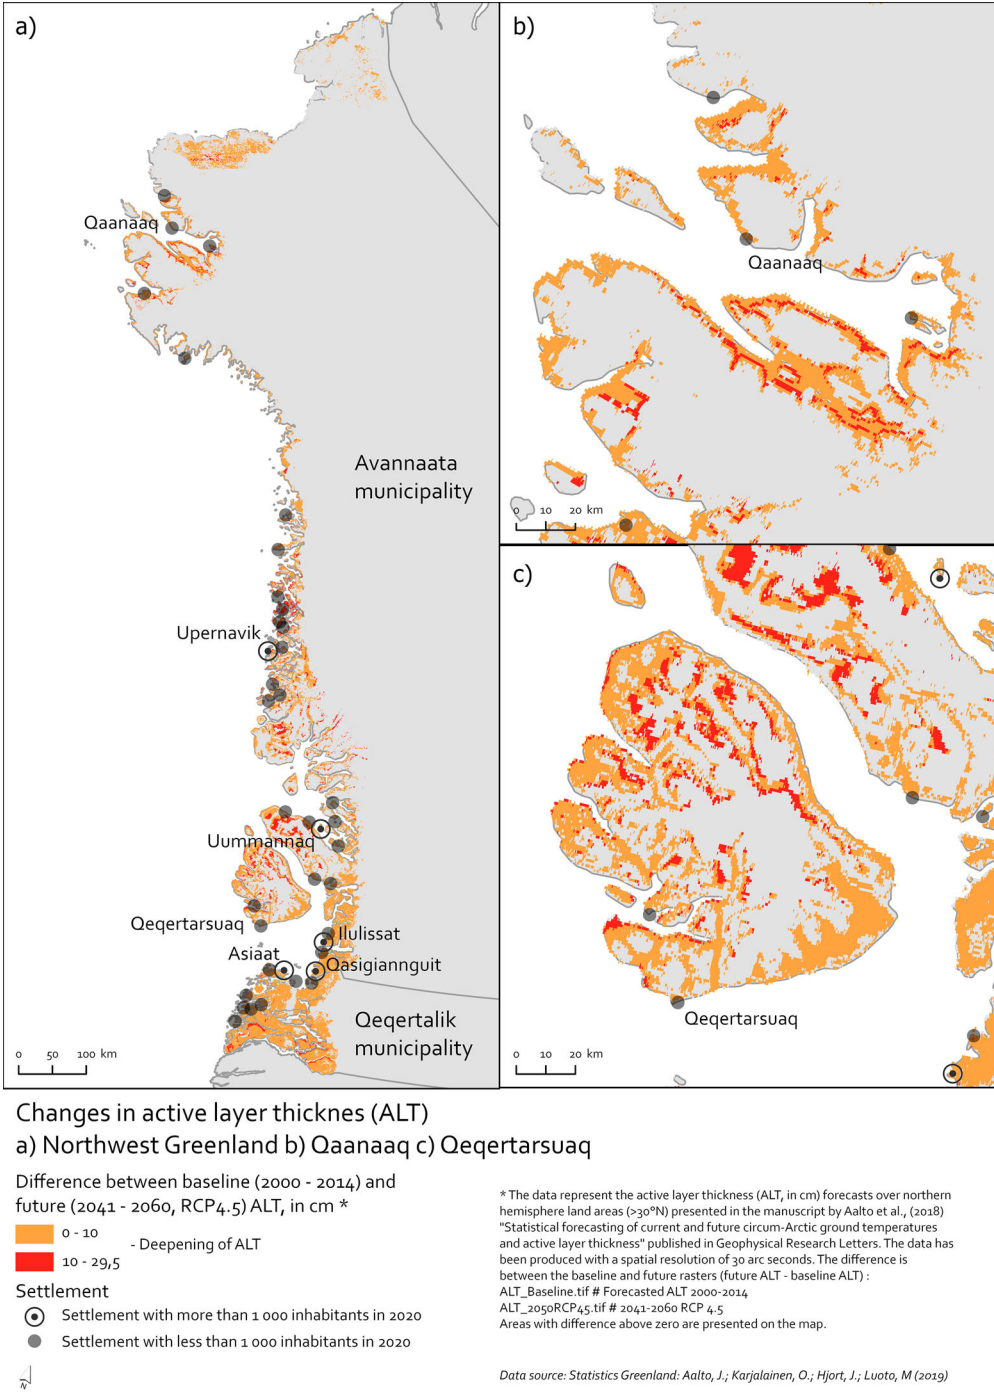 a)
Qaanaaq
Avannaata
municipality
Upernavik
Uummannaq
Qeqertarsuaq
Ilulissat
Asiaat
Qasigiannguit
Qeqertalik
municipality
0 50 100 km
b)
Qaanaaq
0 10 20 km
c)
Qeqertarsuaq
0 10 20 km
Changes in active layer thicknes (ALT)
a) Northwest Greenland b) Qaanaaq c) Qeqertarsuaq
Difference between baseline (2000 - 2014) and
future (2041 - 2060, RCP4.5) ALT, in cm *
0 - 10
- Deepening of ALT
10 - 29,5
Settlement
Settlement with more than 1 000 inhabitants in 2020
Settlement with less than 1 000 inhabitants in 2020
N
* The data represent the active layer thickness (ALT, in cm) forecasts over northern
hemisphere land areas (>30°N) presented in the manuscript by Aalto et al., (2018)
"Statistical forecasting of current and future circum-Arctic ground temperatures
and active layer thickness" published in Geophysical Research Letters. The data has
been produced with a spatial resolution of 30 arc seconds. The difference is
between the baseline and future rasters (future ALT - baseline ALT) :
ALT_Baseline.tif # Forecasted ALT 2000-2014
ALT_2050RCP45.tif # 2041-2060 RCP 4.5
Areas with difference above zero are presented on the map.
Data source: Statistics Greenland: Aalto, J.; Karjalainen, O.; Hjort, J.; Luoto, M (2019)